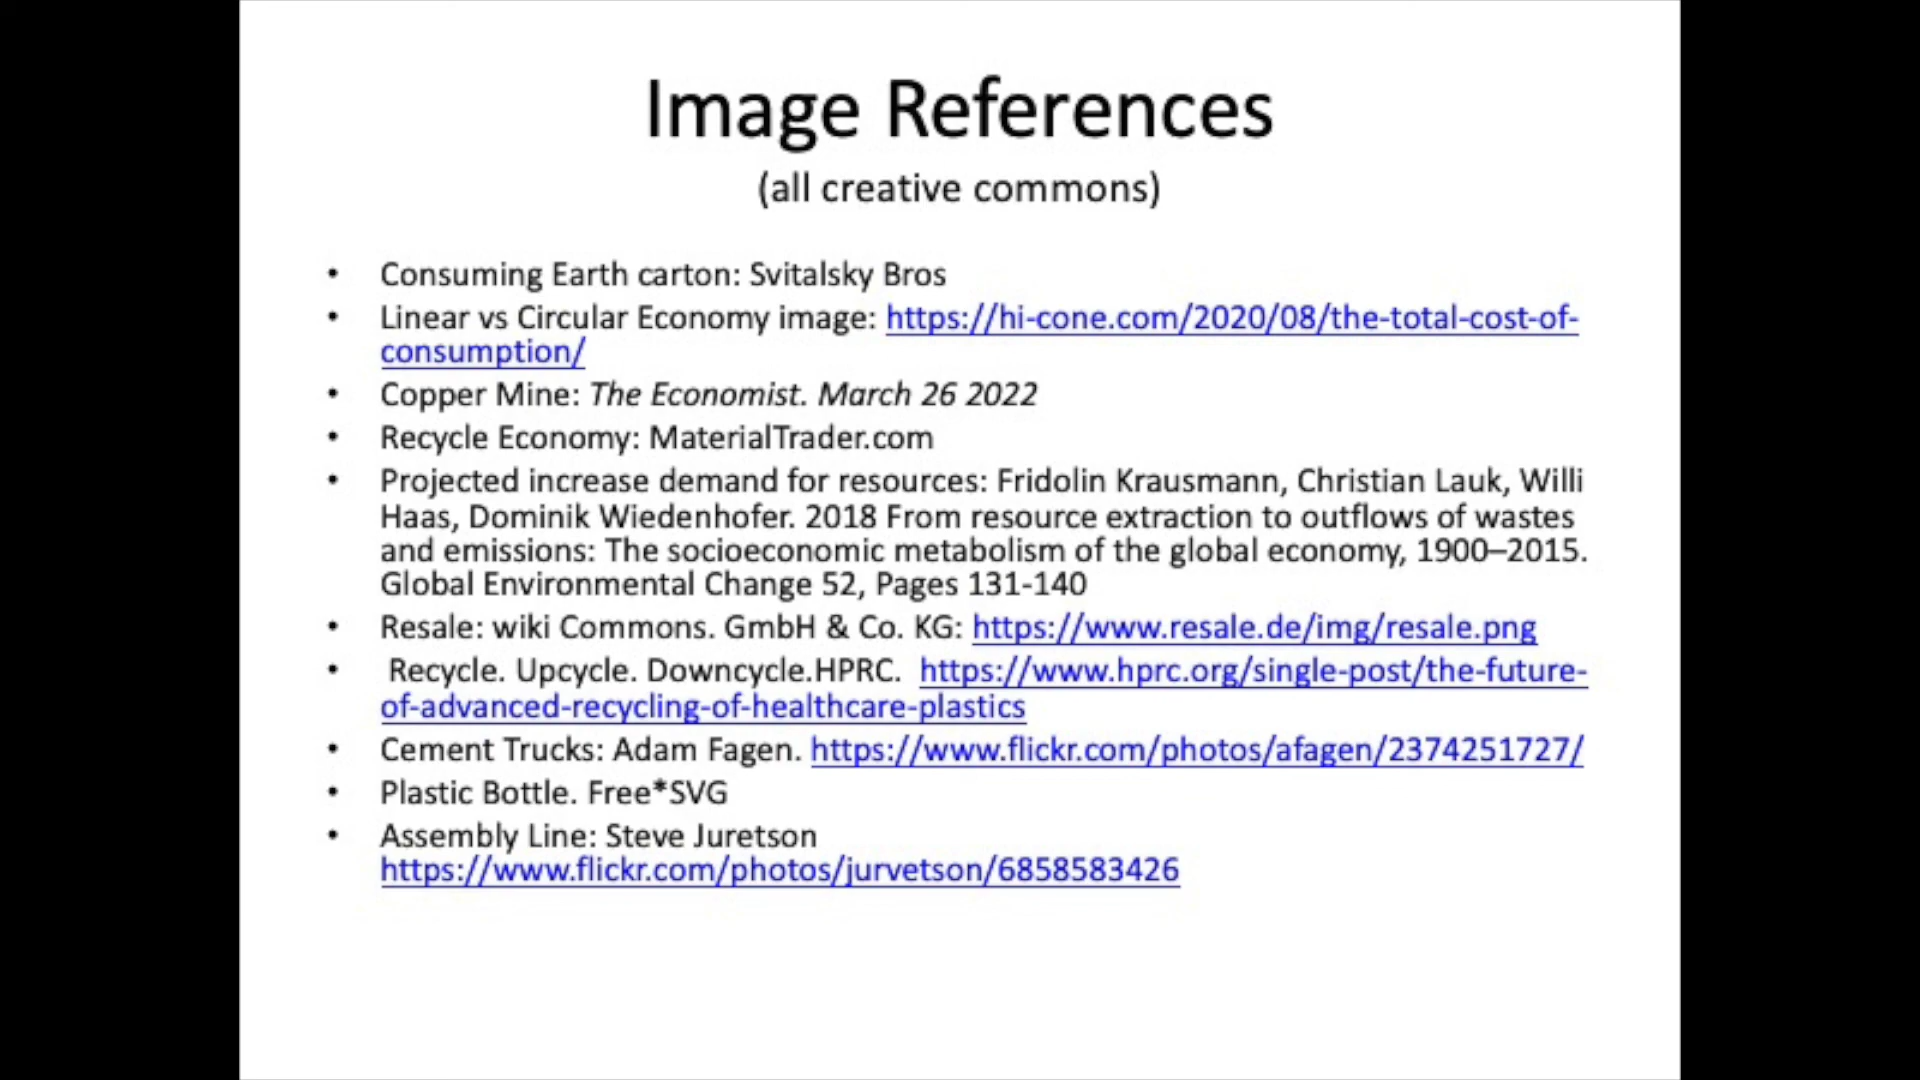 Image References
(all creative commons)
• Consuming Earth carton: Svitalsky Bros
• Linear vs Circular Economy image: https://hi-cone.com/2020/08/the-total-cost-of-
consumption/
• Copper Mine: The Economist. March 26 2022
• Recycle Economy: MaterialTrader.com
• Projected increase demand for resources: Fridolin Krausmann, Christian Lauk, Willi
Haas, Dominik Wiedenhofer. 2018 From resource extraction to outflows of wastes
and emissions: The socioeconomic metabolism of the global economy, 1900–2015.
Global Environmental Change 52, Pages 131-140
• Resale: wiki Commons. GmbH & Co. KG: https://www.resale.de/img/resale.png
• Recycle. Upcycle. Downcycle.HPRC. https://www.hprc.org/single-post/the-future-
of-advanced-recycling-of-healthcare-plastics
• Cement Trucks: Adam Fagen. https://www.flickr.com/photos/afagen/2374251727/
• Plastic Bottle. Free*SVG
• Assembly Line: Steve Juretson
https://www.flickr.com/photos/jurvetson/6858583426